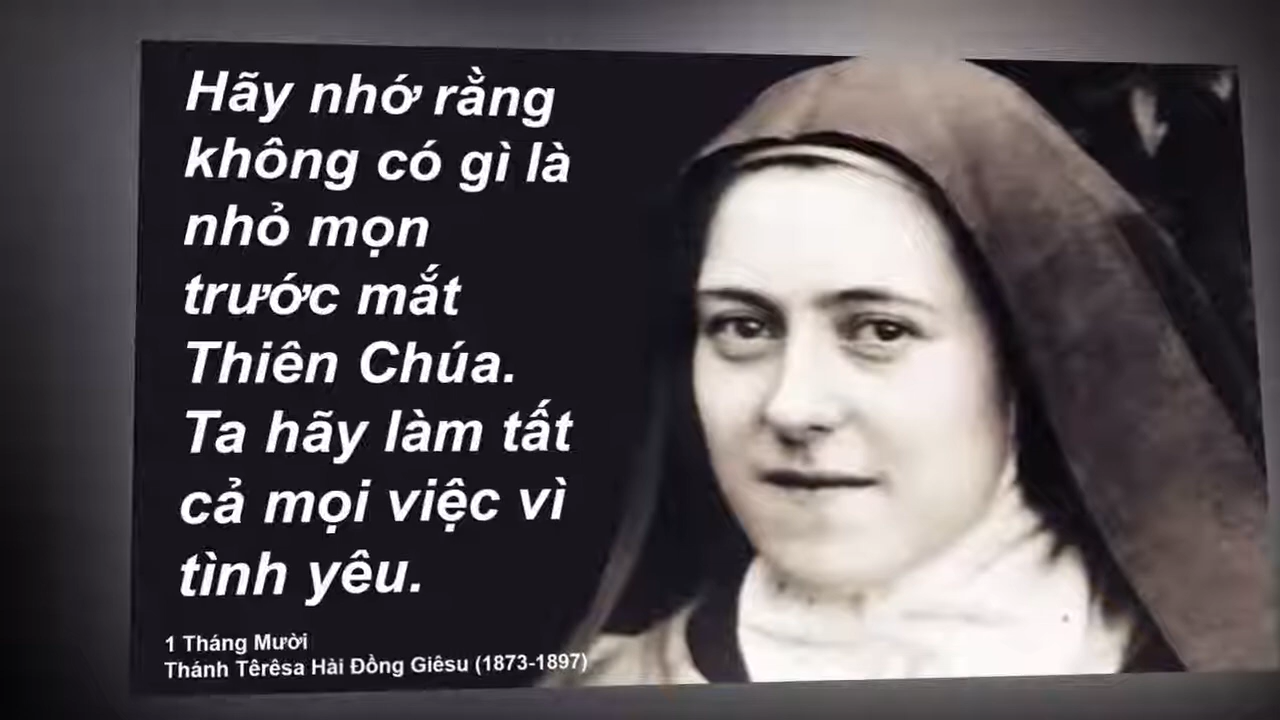 Hãy nhớ rằng
không có gì là
nhỏ mọn
trước mắt
Thiên Chúa.
Ta hãy làm tất
cả mọi việc vì
tình yêu.
1 Tháng Mười
Thánh Têrêsa Hài Đồng Giêsu (1873-1897)